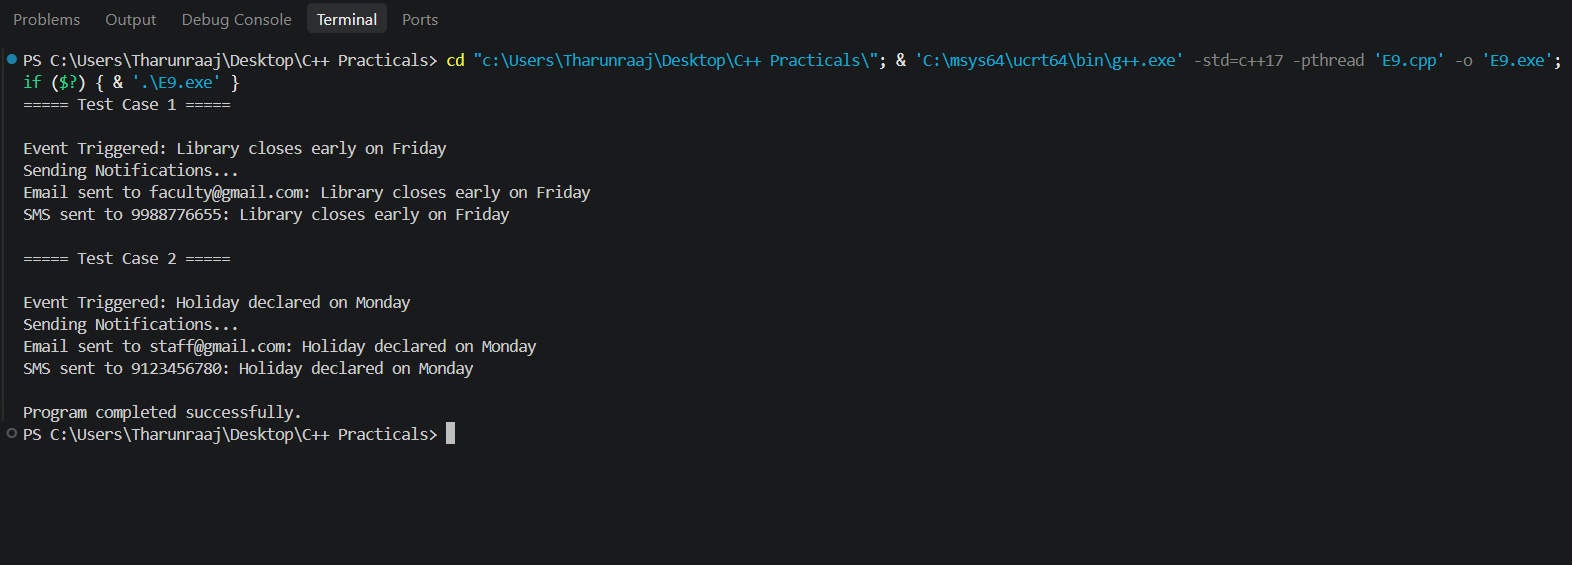 Problems Output Debug Console Terminal Ports
PS C:\Users\Tharunraaj\Desktop\C++ Practicals> cd "c:\Users\Tharunraaj\Desktop\C++ Practicals\"; & 'C:\msys64\ucrt64\bin\g++.exe' -std=c++17 -pthread 'E9.cpp' -o 'E9.exe';
if ($?) { & '.\E9.exe' }
===== Test Case 1 =====
Event Triggered: Library closes early on Friday
Sending Notifications...
Email sent to faculty@gmail.com: Library closes early on Friday
SMS sent to 9988776655: Library closes early on Friday
===== Test Case 2 =====
Event Triggered: Holiday declared on Monday
Sending Notifications...
Email sent to staff@gmail.com: Holiday declared on Monday
SMS sent to 9123456780: Holiday declared on Monday
Program completed successfully.
PS C:\Users\Tharunraaj\Desktop\C++ Practicals>